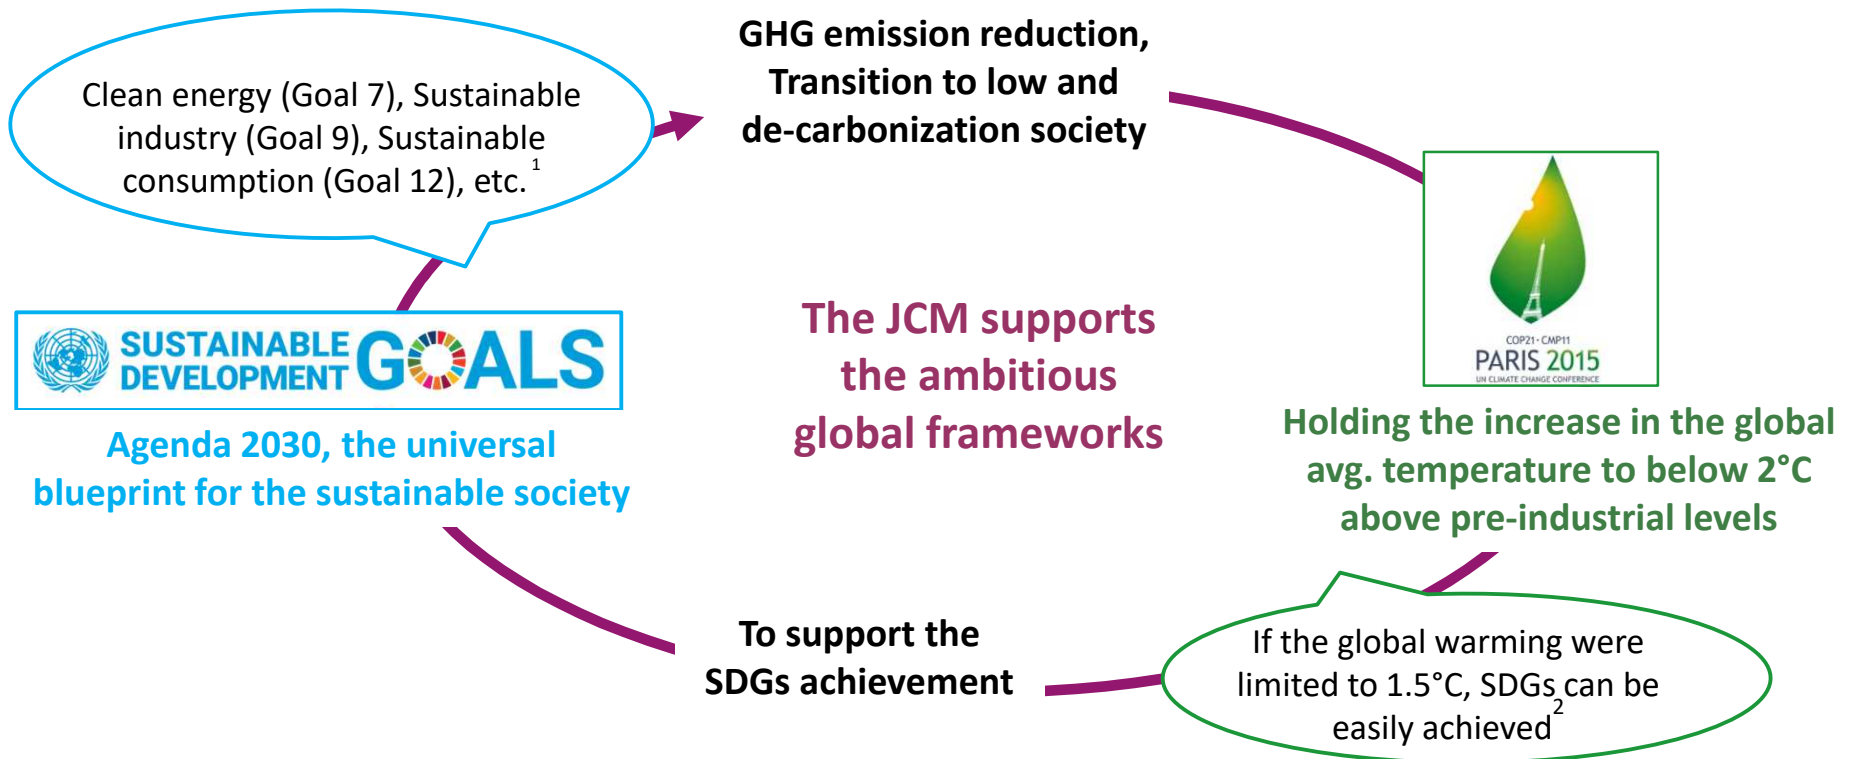 GHG emission reduction,
Transition to low and
de-carbonization society
Clean energy (Goal 7), Sustainable
industry (Goal 9), Sustainable
consumption (Goal 12), etc. 1
SUSTAINABLE
DEVELOPMENT
GOALS
Agenda 2030, the universal
blueprint for the sustainable society
The JCM supports
the ambitious
global frameworks
COP21·CMP11
PARIS 2015
UN CLIMATE CHANGE CONFERENCE
Holding the increase in the global
avg. temperature to below 2°C
above pre-industrial levels
To support the
SDGs achievement
If the global warming were
limited to 1.5°C, SDGs can be
easily achieved 2